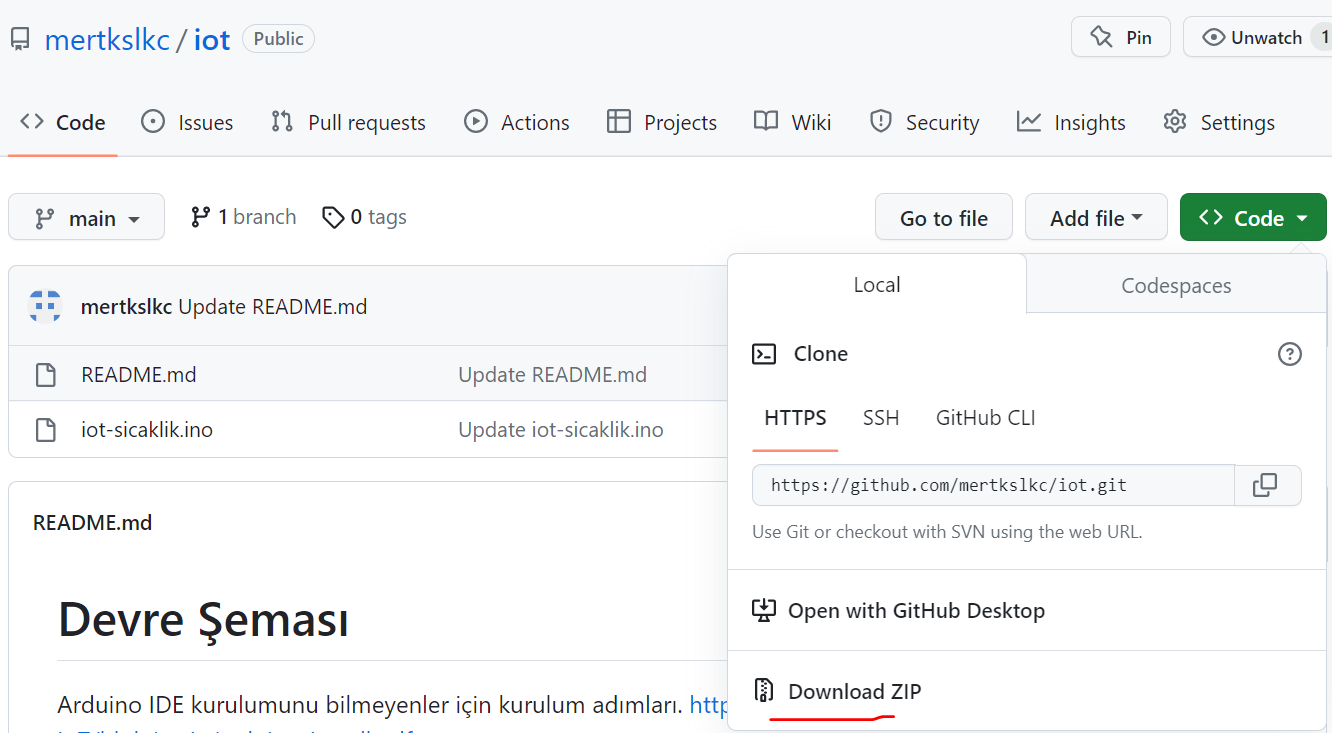 mertkslkc / iot Public Pin Unwatch 1
Code Issues Pull requests Actions Projects Wiki Security Insights Settings
main 1 branch 0 tags Go to file Add file Code
Local Codespaces
mertkslkc Update README.md
Clone
README.md Update README.md
HTTPS SSH GitHub CLI
iot-sicaklik.ino Update iot-sicaklik.ino
https://github.com/mertkslkc/iot.git
README.md
Use Git or checkout with SVN using the web URL.
Devre Şeması
Open with GitHub Desktop
Download ZIP
Arduino IDE kurulumunu bilmeyenler için kurulum adımları. http